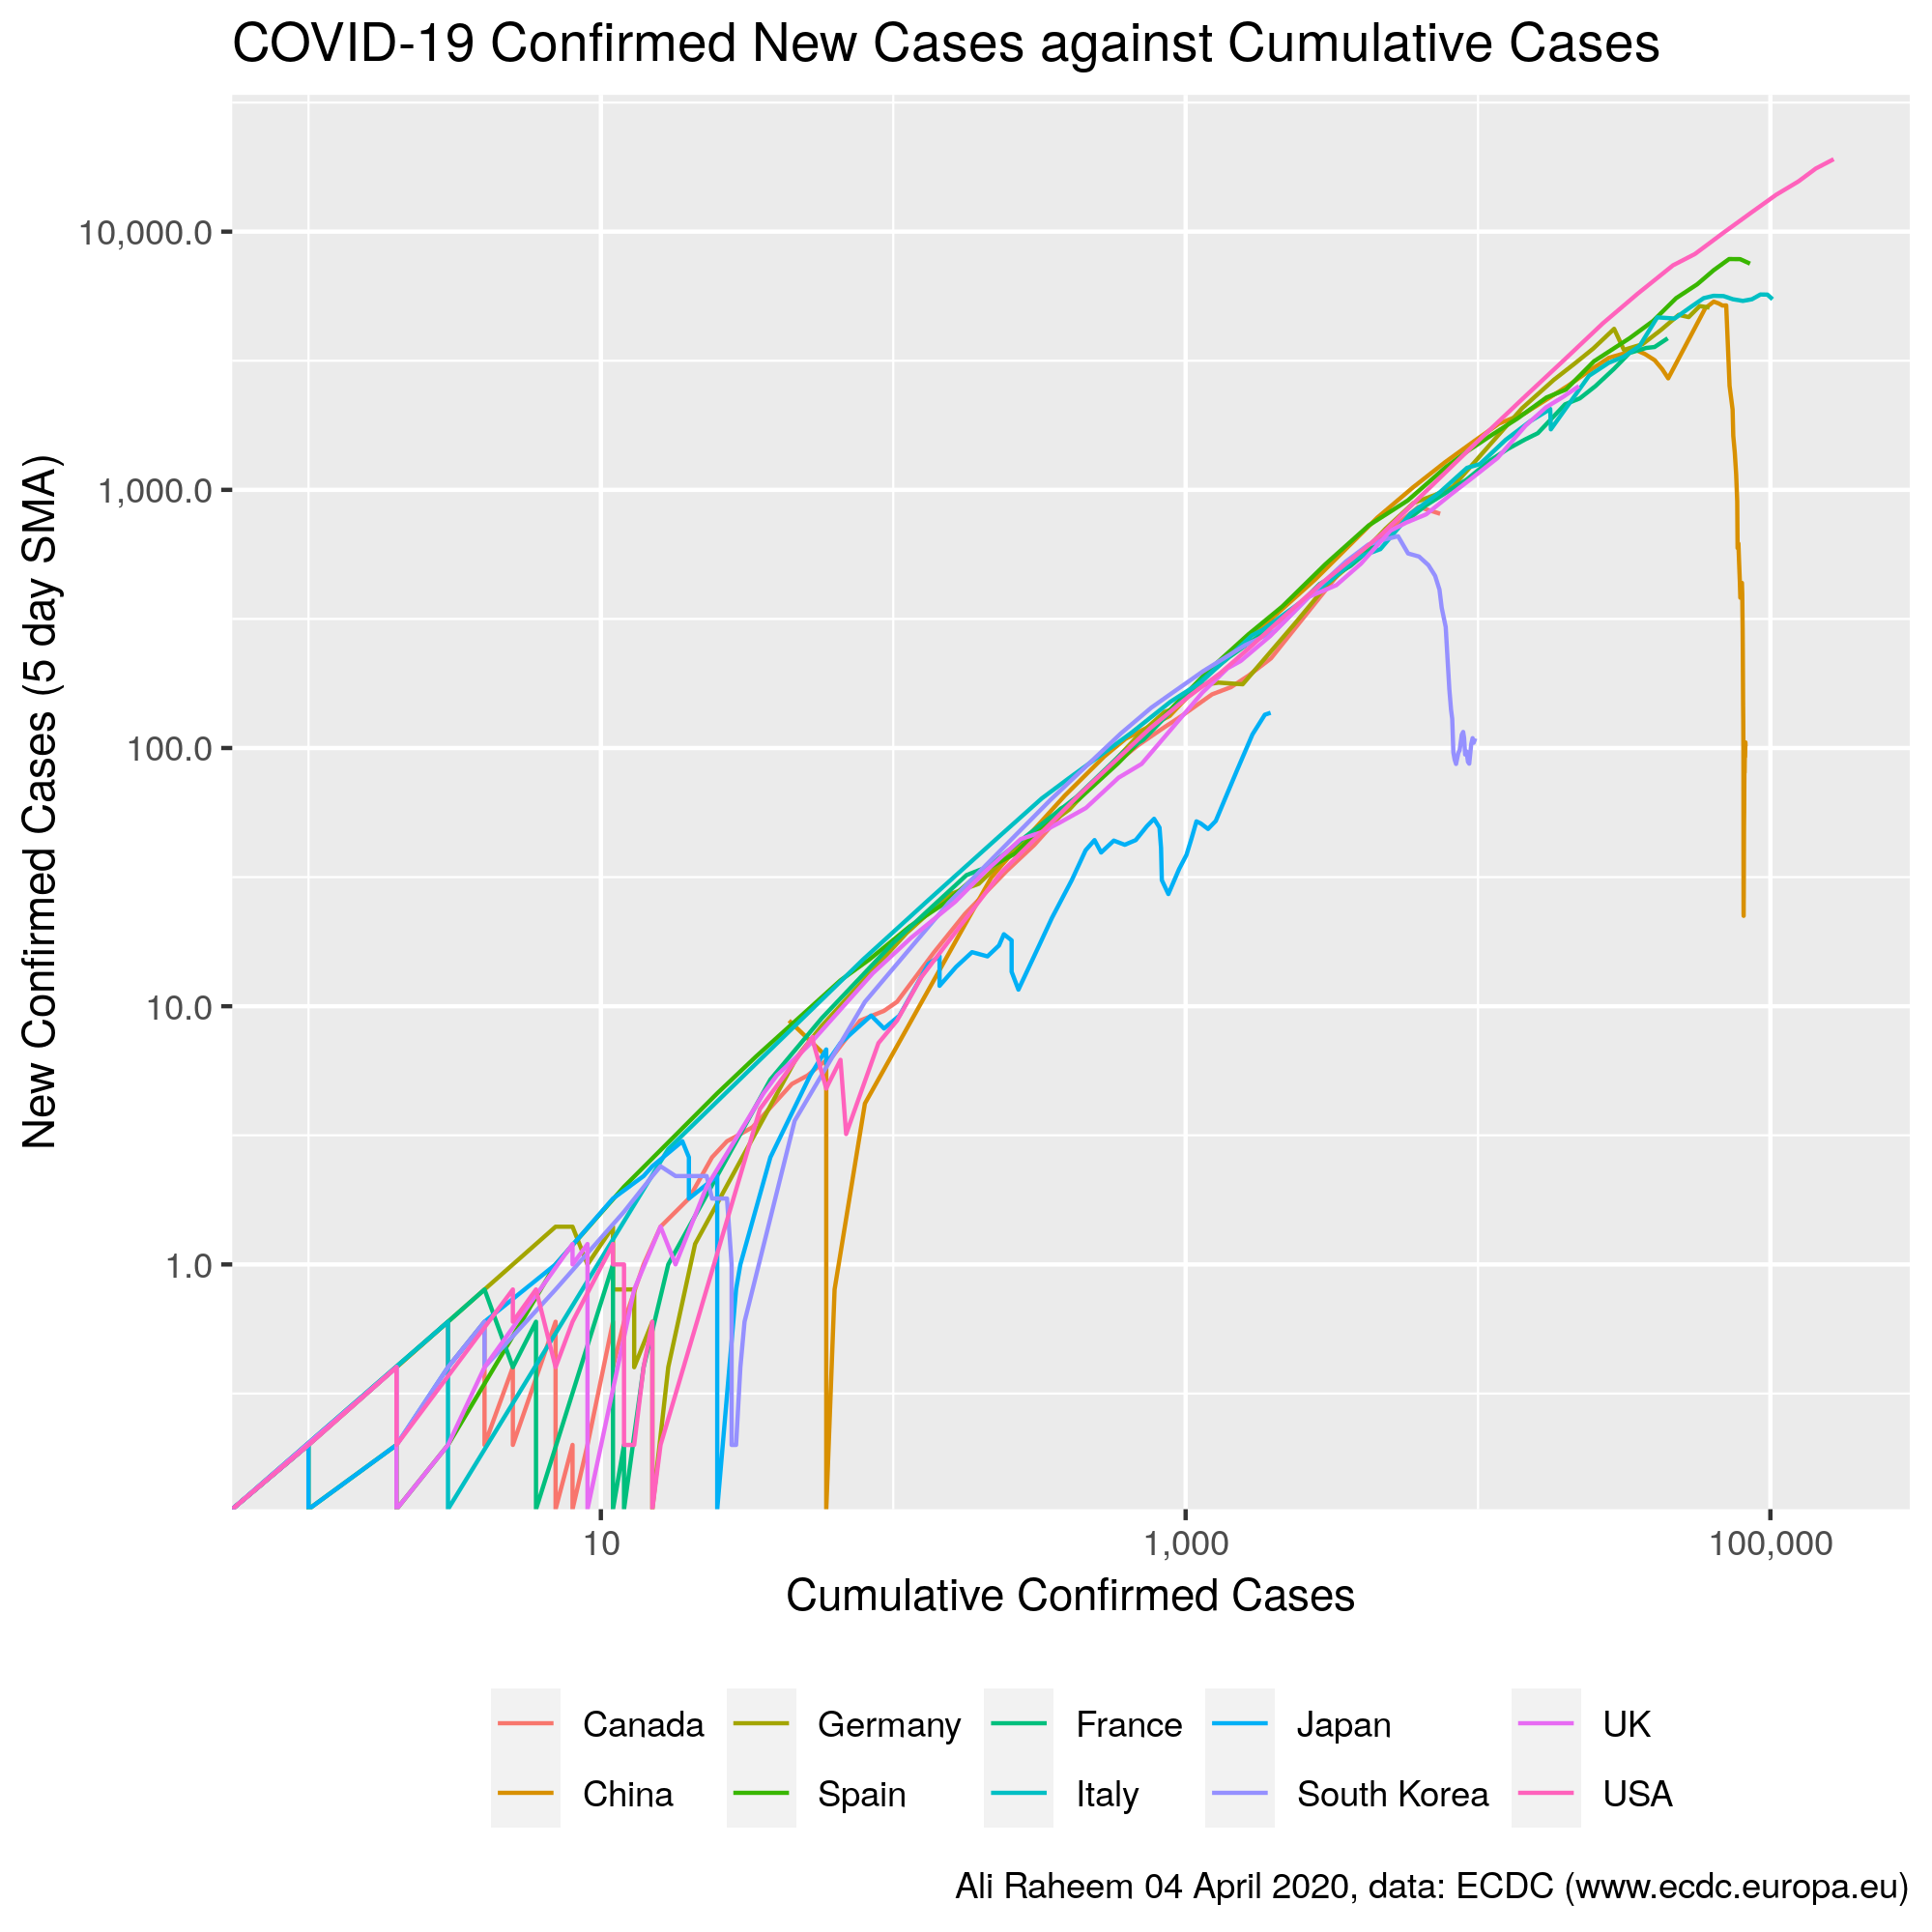 COVID-19 Confirmed New Cases against Cumulative Cases
New Confirmed Cases (5 day SMA)
10,000.0
1,000.0
100.0
10.0
1.0
10 1,000 100,000
Cumulative Confirmed Cases
Canada Germany France Japan UK
China Spain Italy South Korea USA
Ali Raheem 04 April 2020, data: ECDC (www.ecdc.europa.eu)